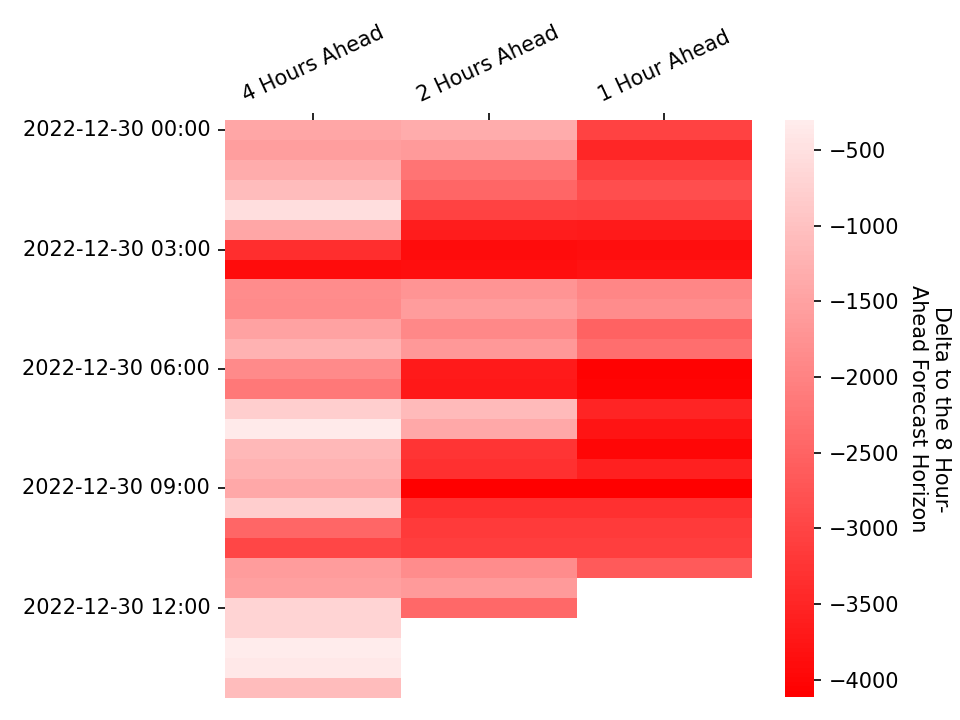 4 Hours Ahead
2 Hours Ahead
1 Hour Ahead
2022-12-30 00:00
2022-12-30 03:00
2022-12-30 06:00
2022-12-30 09:00
2022-12-30 12:00
−500
−1000
−1500
−2000
−2500
−3000
−3500
−4000
Delta to the 8 Hour-
Ahead Forecast Horizon